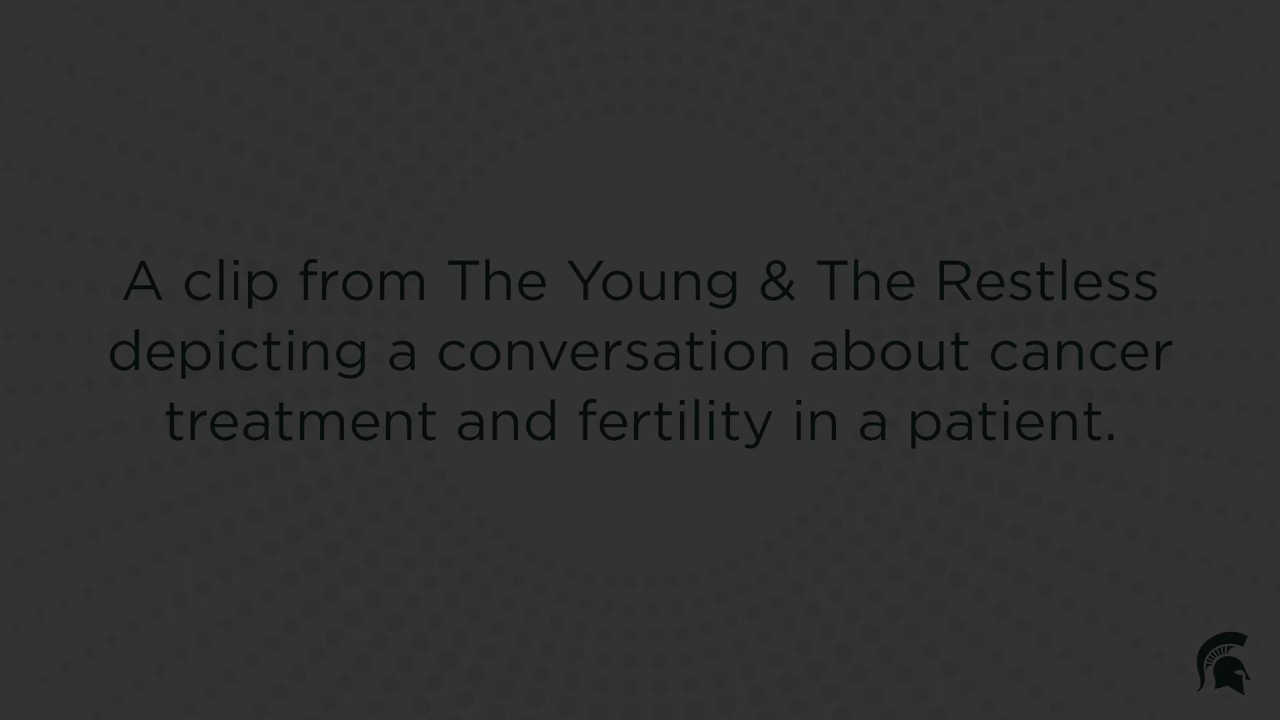 A clip from The Young & The Restless
depicting a conversation about cancer
treatment and fertility in a patient.